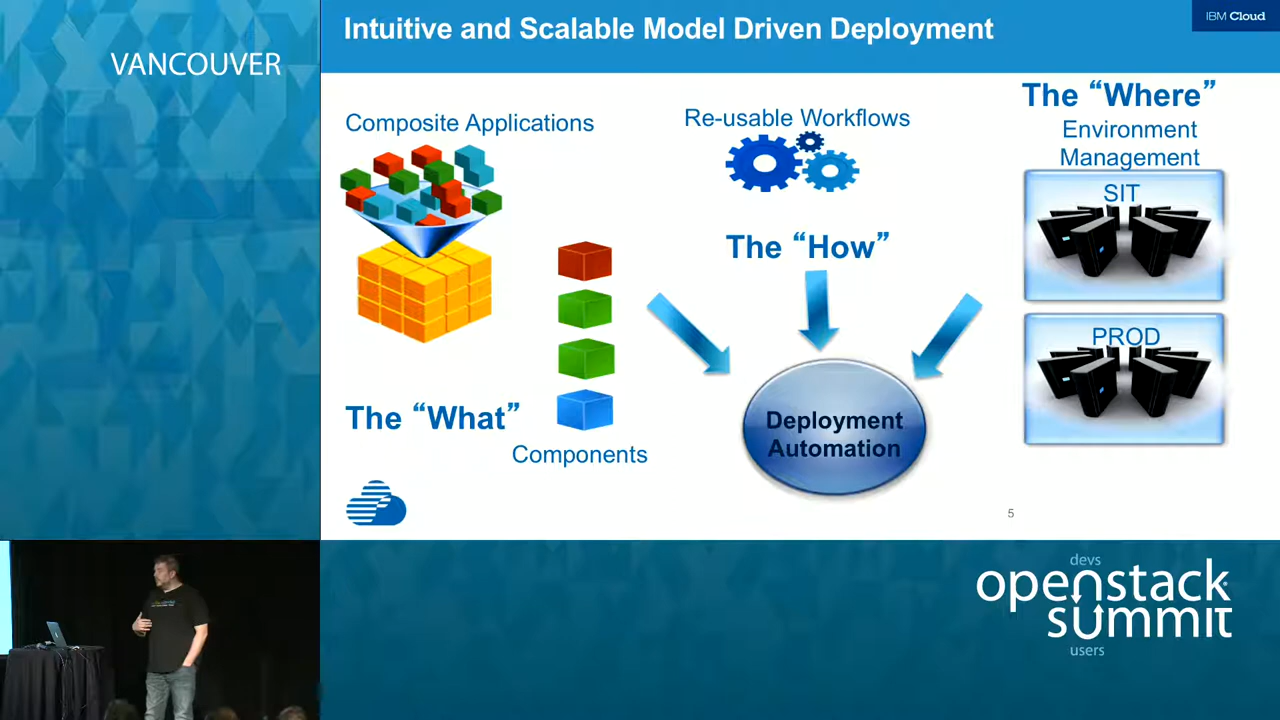 VANCOUVER
Intuitive and Scalable Model Driven Deployment
IBM Cloud
Composite Applications
The “What”
Components
Re-usable Workflows
The “How”
Deployment
Automation
The “Where”
Environment
Management
SIT
PROD
5
devs
openstack
summit
users